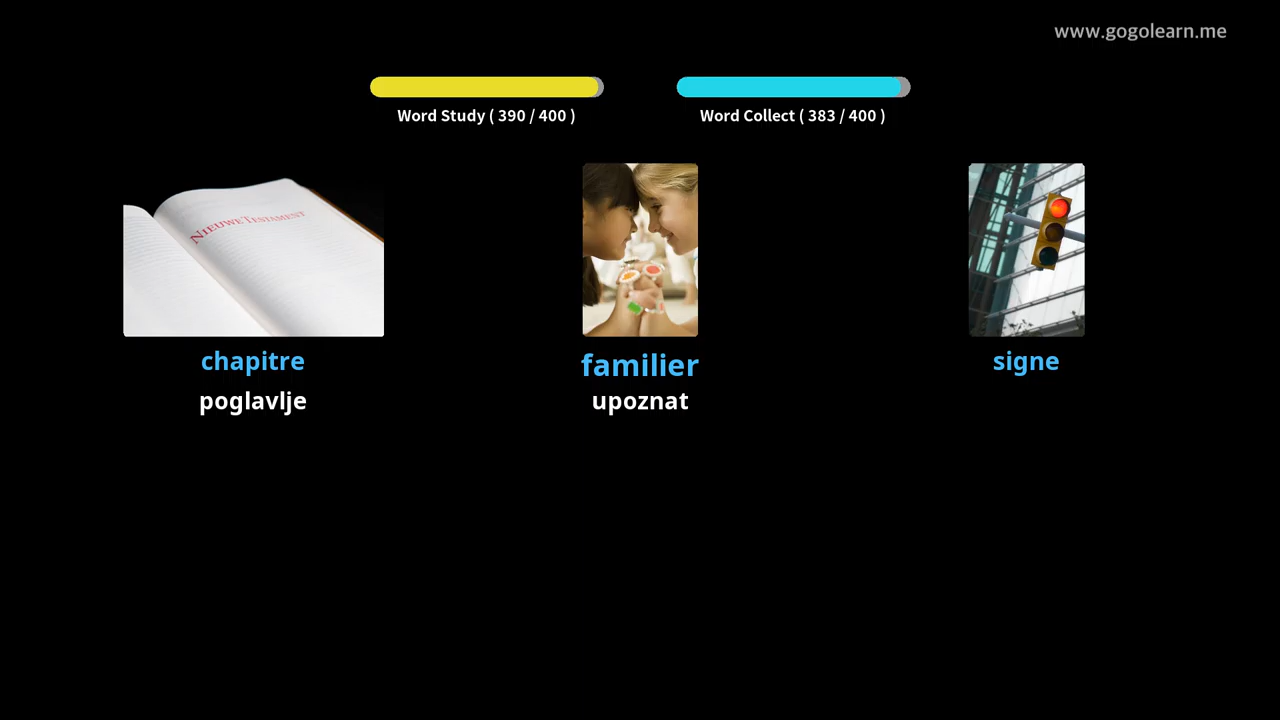 www.gogolearn.me
Word Study ( 390 / 400 )
Word Collect ( 383 / 400 )
NIEUWE TESTAMENT
chapitre
familier
signe
poglavlje
upoznat